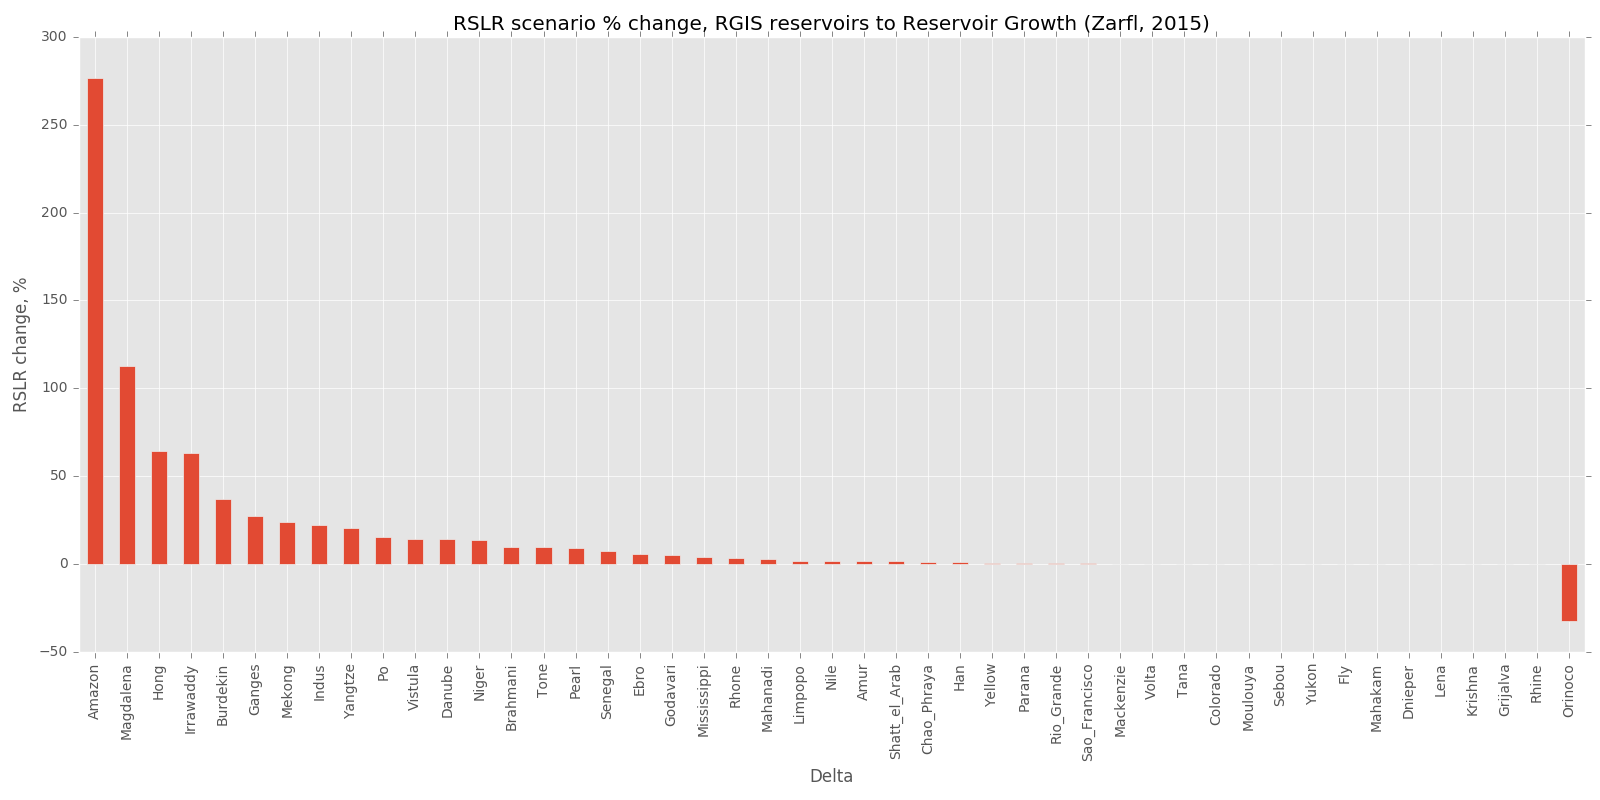 RSLR scenario % change, RGIS reservoirs to Reservoir Growth (Zarfl, 2015)
300
250
200
150
100
50
0
−50
RSLR change, %
Amazon
Magdalena
Hong
Irrawaddy
Burdekin
Ganges
Mekong
Indus
Yangtze
Po
Vistula
Danube
Niger
Brahmani
Tone
Pearl
Senegal
Ebro
Godavari
Mississippi
Rhone
Mahanadi
Limpopo
Nile
Amur
Shatt_el_Arab
Chao_Phraya
Han
Yellow
Parana
Rio_Grande
Sao_Francisco
Mackenzie
Volta
Tana
Colorado
Moulouya
Sebou
Yukon
Fly
Mahakam
Dnieper
Lena
Krishna
Grijalva
Rhine
Orinoco
Delta